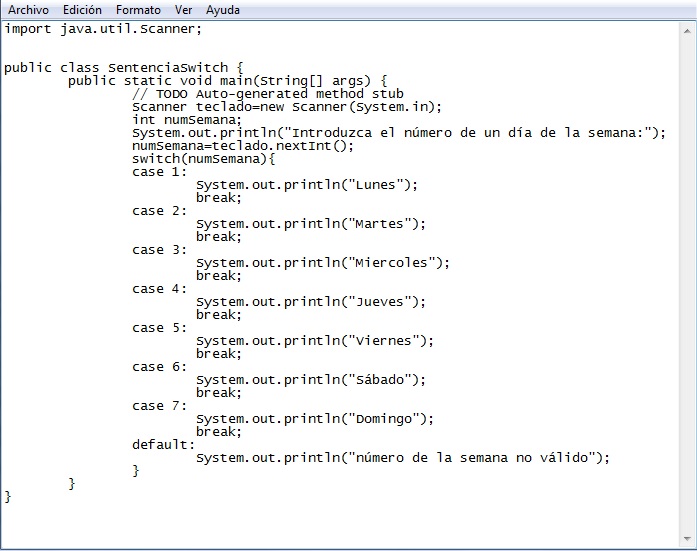 Archivo Edición Formato Ver Ayuda
import java.util.Scanner;
public class SentenciaSwitch {
public static void main(String[] args) {
// TODO Auto-generated method stub
Scanner teclado=new Scanner(System.in);
int numSemana;
System.out.println("Introduzca el número de un día de la semana:");
numSemana=teclado.nextInt();
switch(numSemana){
case 1:
System.out.println("Lunes");
break;
case 2:
System.out.println("Martes");
break;
case 3:
System.out.println("Miercoles");
break;
case 4:
System.out.println("Jueves");
break;
case 5:
System.out.println("Viernes");
break;
case 6:
System.out.println("Sábado");
break;
case 7:
System.out.println("Domingo");
break;
default:
System.out.println("número de la semana no válido");
}
}
}